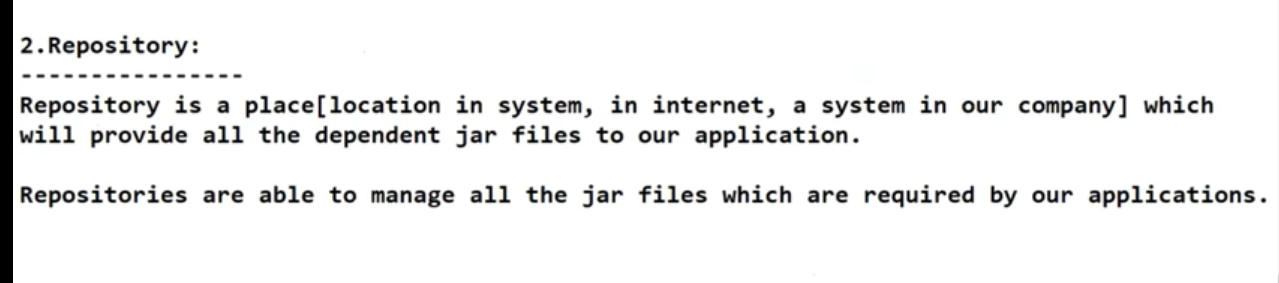 2.Repository:
----------------
Repository is a place[location in system, in internet, a system in our company] which
will provide all the dependent jar files to our application.
Repositories are able to manage all the jar files which are required by our applications.